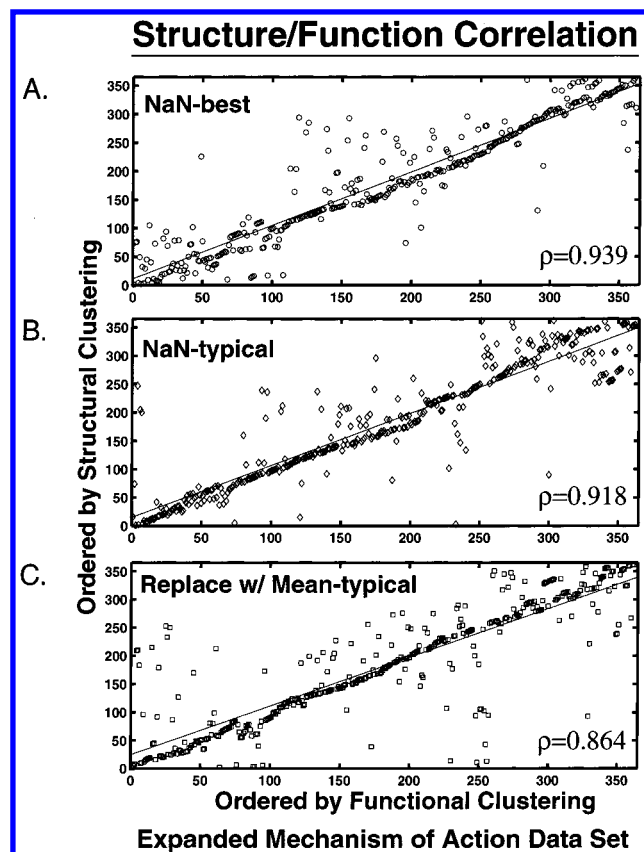 Structure/Function Correlation
A.
NaN-best
350
300
250
200
150
100
50
0
0 50 100 150 200 250 300 350
ρ=0.939
B.
NaN-typical
350
300
250
200
150
100
50
0
0 50 100 150 200 250 300 350
ρ=0.918
Ordered by Structural Clustering
C.
Replace w/ Mean-typical
350
300
250
200
150
100
50
0
0 50 100 150 200 250 300 350
ρ=0.864
Ordered by Functional Clustering
Expanded Mechanism of Action Data Set